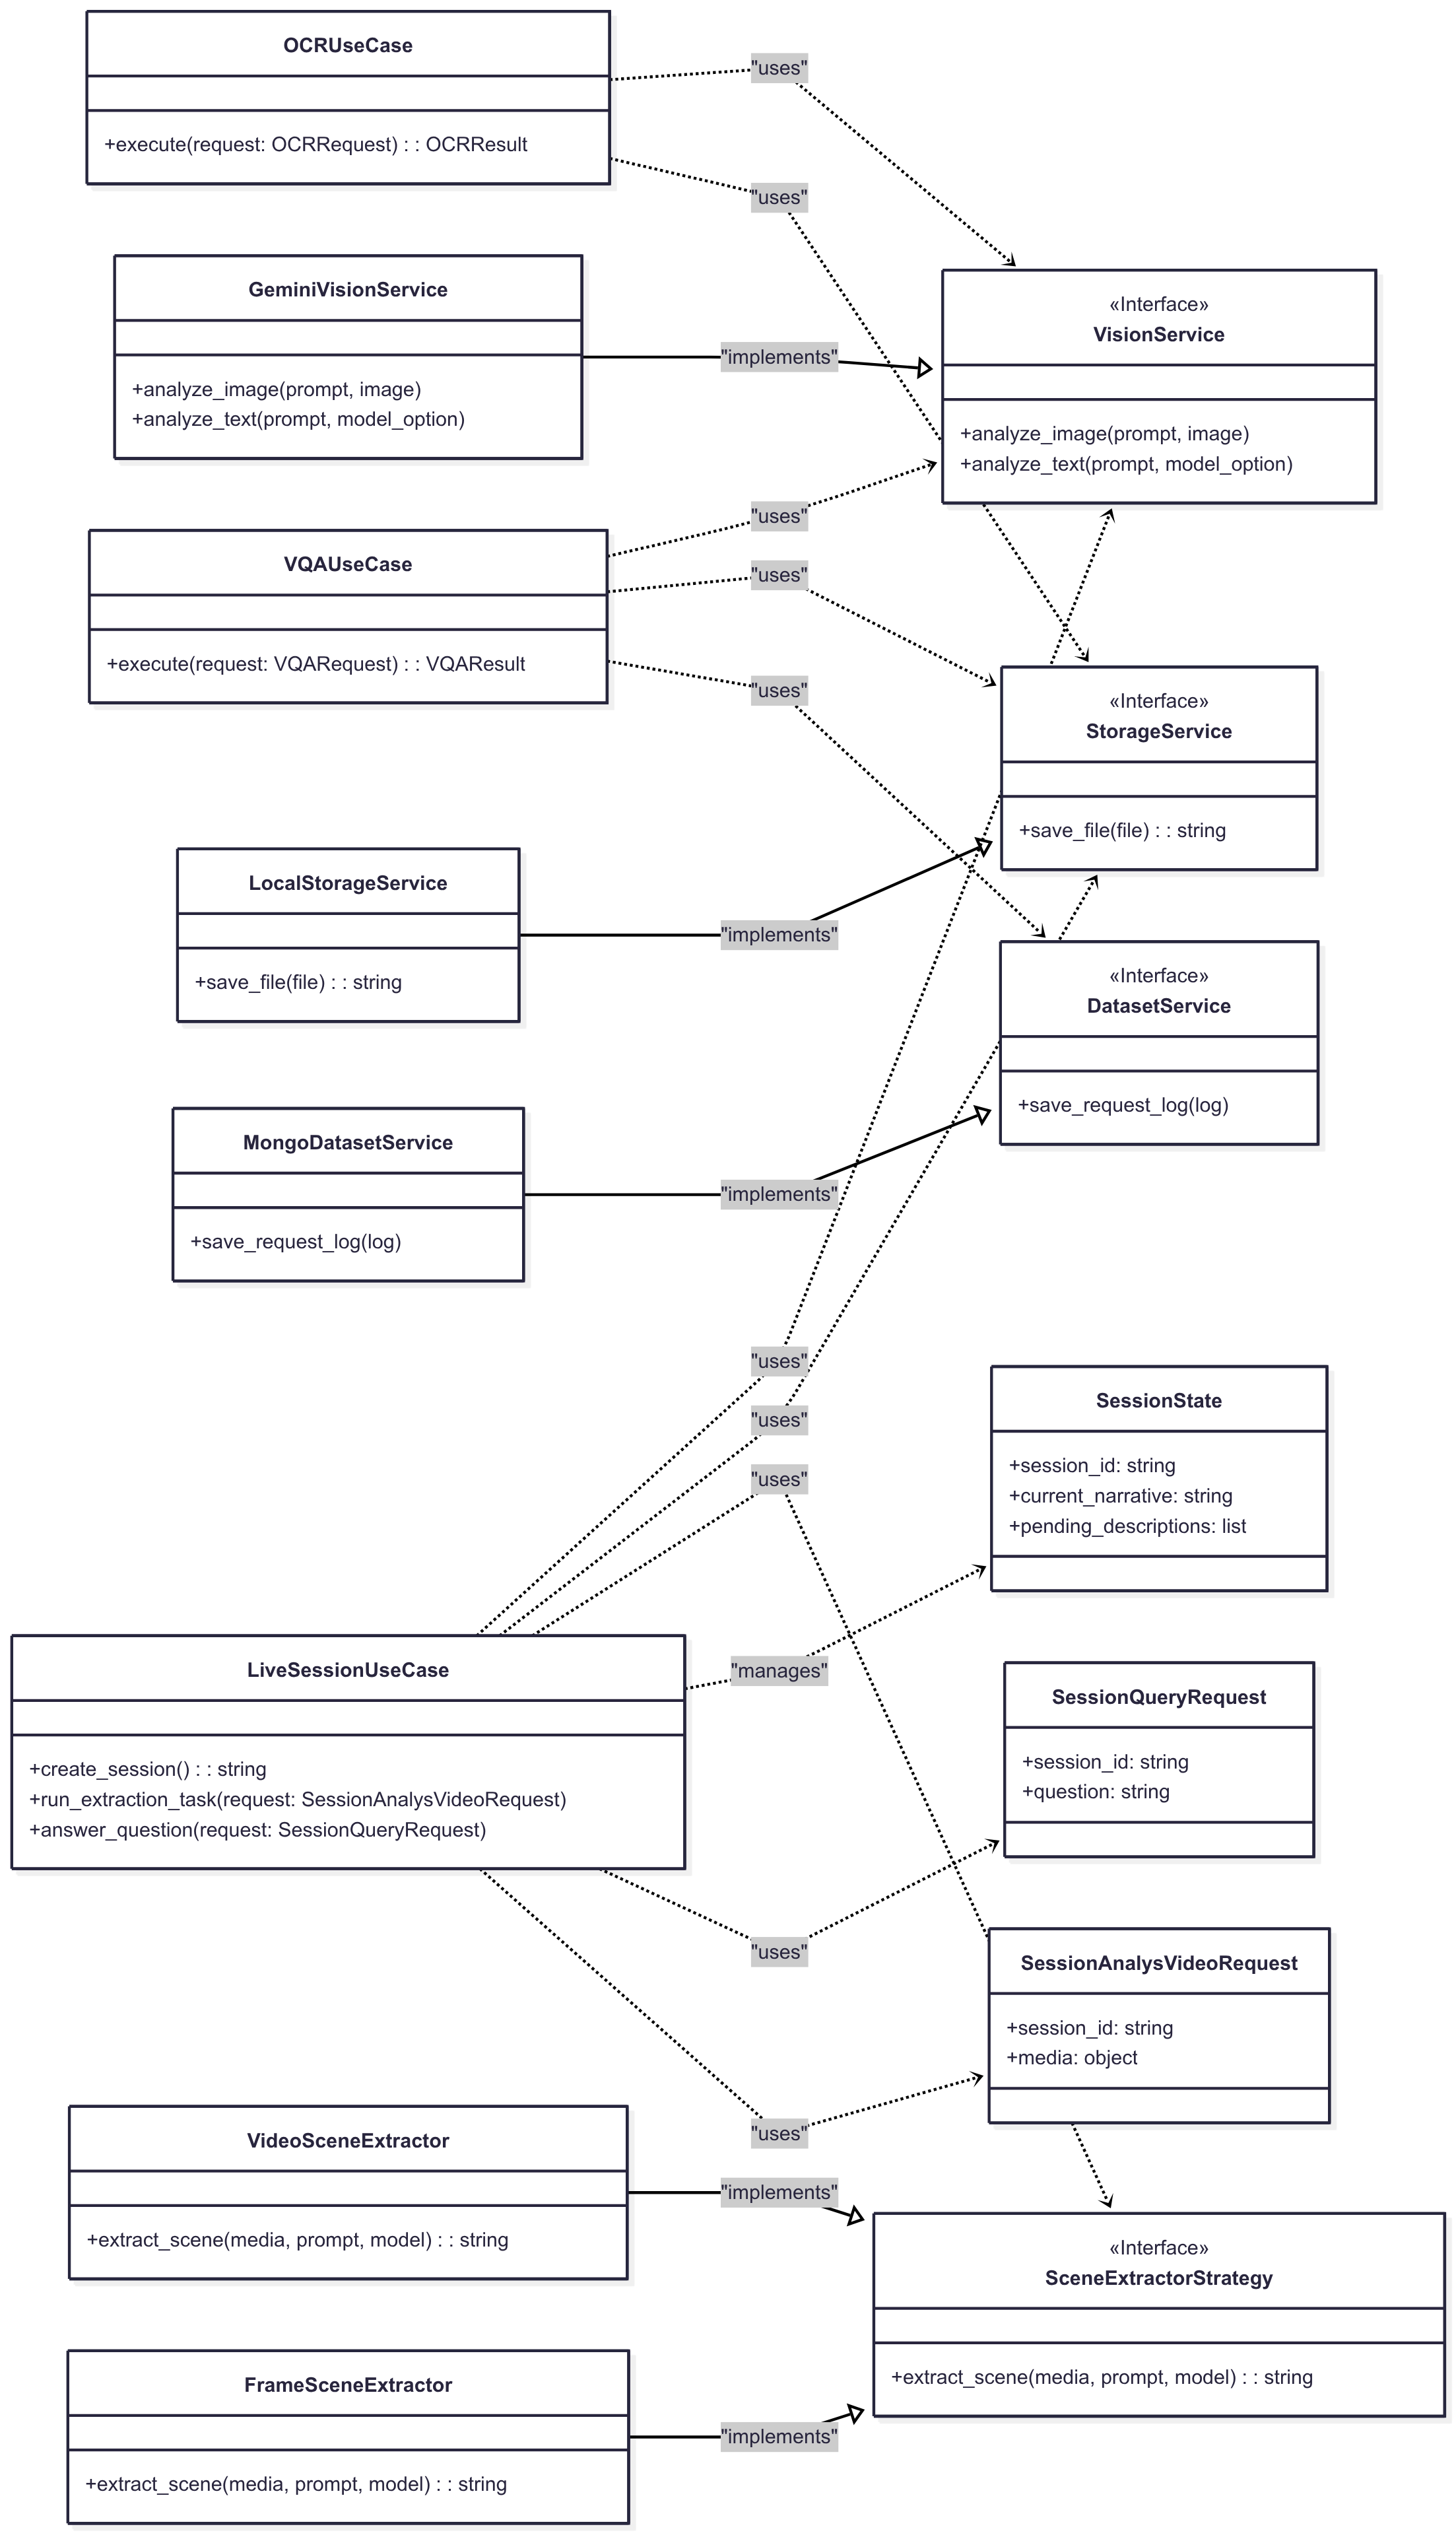 OCRUseCase
+execute(request: OCRRequest) : : OCRResult
"uses"
"uses"
GeminiVisionService
+analyze_image(prompt, image)
+analyze_text(prompt, model_option)
"implements"
«Interface»
VisionService
+analyze_image(prompt, image)
+analyze_text(prompt, model_option)
VQAUseCase
+execute(request: VQARequest) : : VQAResult
"uses"
"uses"
"uses"
«Interface»
StorageService
+save_file(file) : : string
LocalStorageService
+save_file(file) : : string
"implements"
«Interface»
DatasetService
+save_request_log(log)
MongoDatasetService
+save_request_log(log)
"implements"
"uses"
"uses"
"uses"
SessionState
+session_id: string
+current_narrative: string
+pending_descriptions: list
LiveSessionUseCase
+create_session() : : string
+run_extraction_task(request: SessionAnalysVideoRequest)
+answer_question(request: SessionQueryRequest)
"manages"
SessionQueryRequest
+session_id: string
+question: string
"uses"
SessionAnalysVideoRequest
+session_id: string
+media: object
"uses"
VideoSceneExtractor
+extract_scene(media, prompt, model) : : string
"implements"
«Interface»
SceneExtractorStrategy
+extract_scene(media, prompt, model) : : string
FrameSceneExtractor
+extract_scene(media, prompt, model) : : string
"implements"